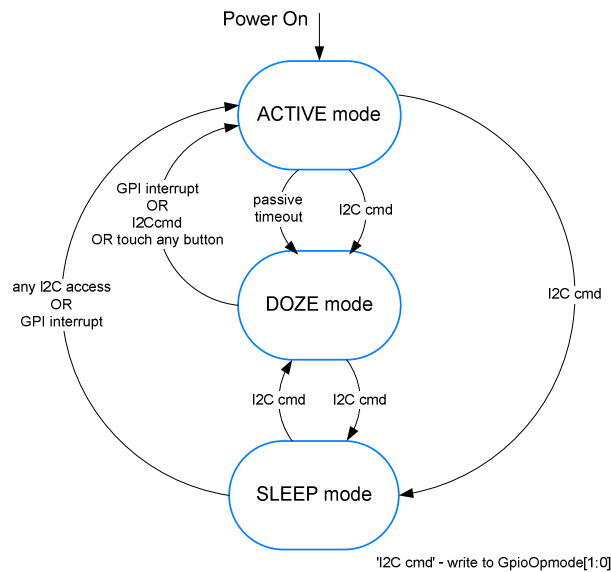 Power On
ACTIVE mode
GPI interrupt
OR
I2Ccmd
OR touch any button
passive
timeout
I2C cmd
any I2C access
OR
GPI interrupt
DOZE mode
I2C cmd
I2C cmd
I2C cmd
SLEEP mode
'I2C cmd' - write to GpioOpmode[1:0]